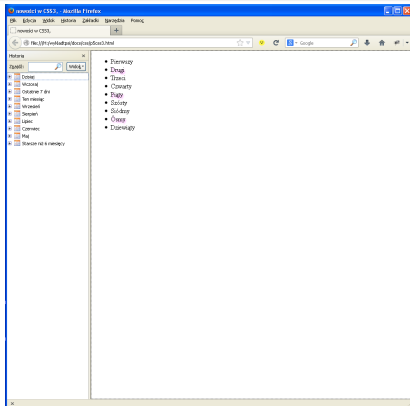 nowości w CSS3. - Mozilla Firefox
Plik Edycja Widok Historia Zakładki Narzędzia Pomoc
nowości w CSS3.
Google
Historia
Znajdź: Widok
Dzisiaj
Wczoraj
Ostatnie 7 dni
Ten miesiąc
Wrzesień
Sierpień
Lipiec
Czerwiec
Maj
Starsze niż 6 miesięcy
Pierwszy
Drugi
Trzeci
Czwarty
Piąty
Szósty
Siódmy
Ósmy
Dziewiąty